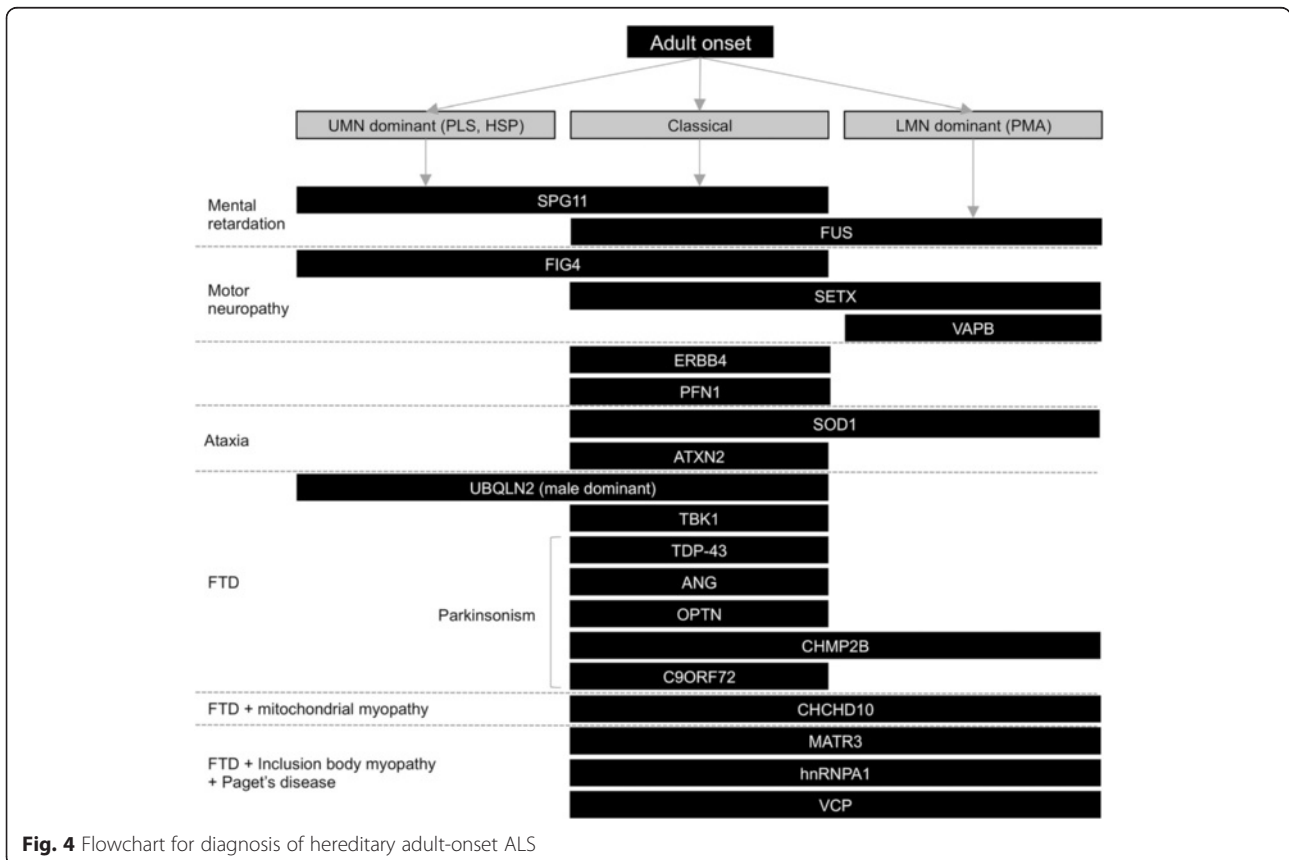 Adult onset
UMN dominant (PLS, HSP)
Classical
LMN dominant (PMA)
Mental
retardation
SPG11
FUS
Motor
neuropathy
FIG4
SETX
VAPB
ERBB4
PFN1
Ataxia
SOD1
ATXN2
FTD
UBQLN2 (male dominant)
TBK1
Parkinsonism
TDP-43
ANG
OPTN
CHMP2B
C9ORF72
FTD + mitochondrial myopathy
CHCHD10
FTD + Inclusion body myopathy
+ Paget's disease
MATR3
hnRNPA1
VCP
Fig. 4 Flowchart for diagnosis of hereditary adult-onset ALS